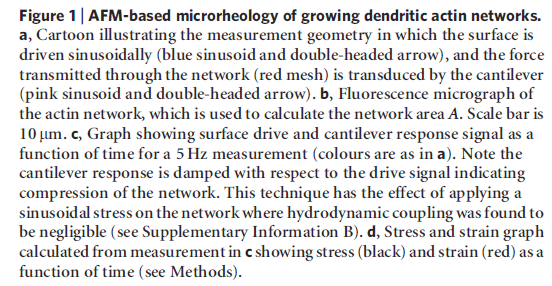 Figure 1 | AFM-based microrheology of growing dendritic actin networks.
a, Cartoon illustrating the measurement geometry in which the surface is
driven sinusoidally (blue sinusoid and double-headed arrow), and the force
transmitted through the network (red mesh) is transduced by the cantilever
(pink sinusoid and double-headed arrow). b, Fluorescence micrograph of
the actin network, which is used to calculate the network area A. Scale bar is
10 μm. c, Graph showing surface drive and cantilever response signal as a
function of time for a 5 Hz measurement (colours are as in a). Note the
cantilever response is damped with respect to the drive signal indicating
compression of the network. This technique has the effect of applying a
sinusoidal stress on the network where hydrodynamic coupling was found to
be negligible (see Supplementary Information B). d, Stress and strain graph
calculated from measurement in c showing stress (black) and strain (red) as a
function of time (see Methods).